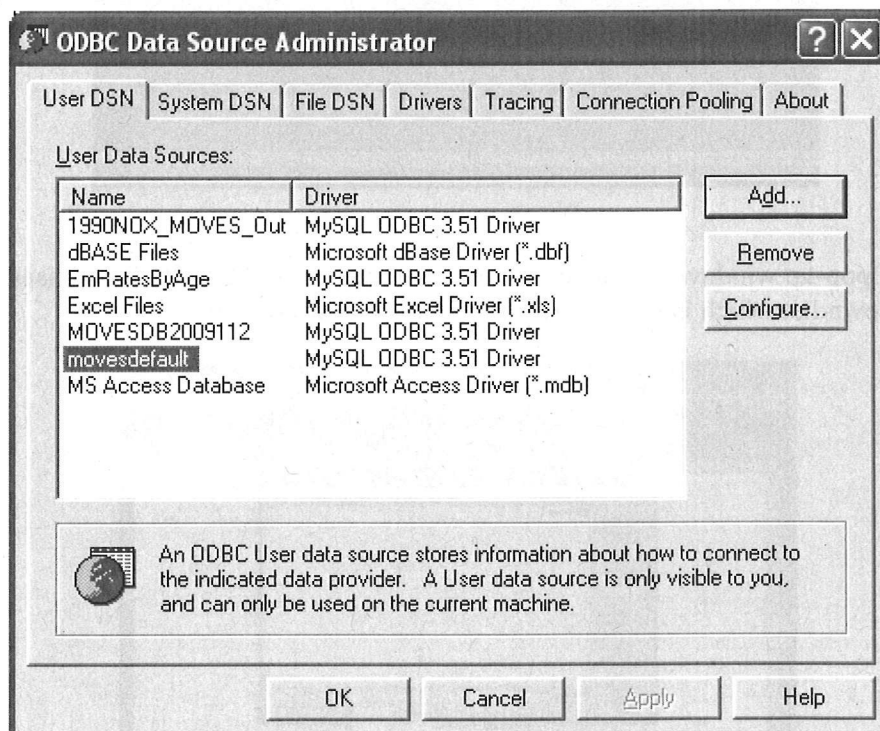 ODBC Data Source Administrator
User DSN System DSN File DSN Drivers Tracing Connection Pooling About
User Data Sources:
Name Driver
1990NOX_MOVES_Out MySQL ODBC 3.51 Driver
dBASE Files Microsoft dBase Driver (*.dbf)
EmRatesByAge MySQL ODBC 3.51 Driver
Excel Files Microsoft Excel Driver (*.xls)
MOVESDB2009112 MySQL ODBC 3.51 Driver
movesdefault MySQL ODBC 3.51 Driver
MS Access Database Microsoft Access Driver (*.mdb)
Add...
Remove
Configure...
An ODBC User data source stores information about how to connect to
the indicated data provider. A User data source is only visible to you,
and can only be used on the current machine.
OK Cancel Apply Help